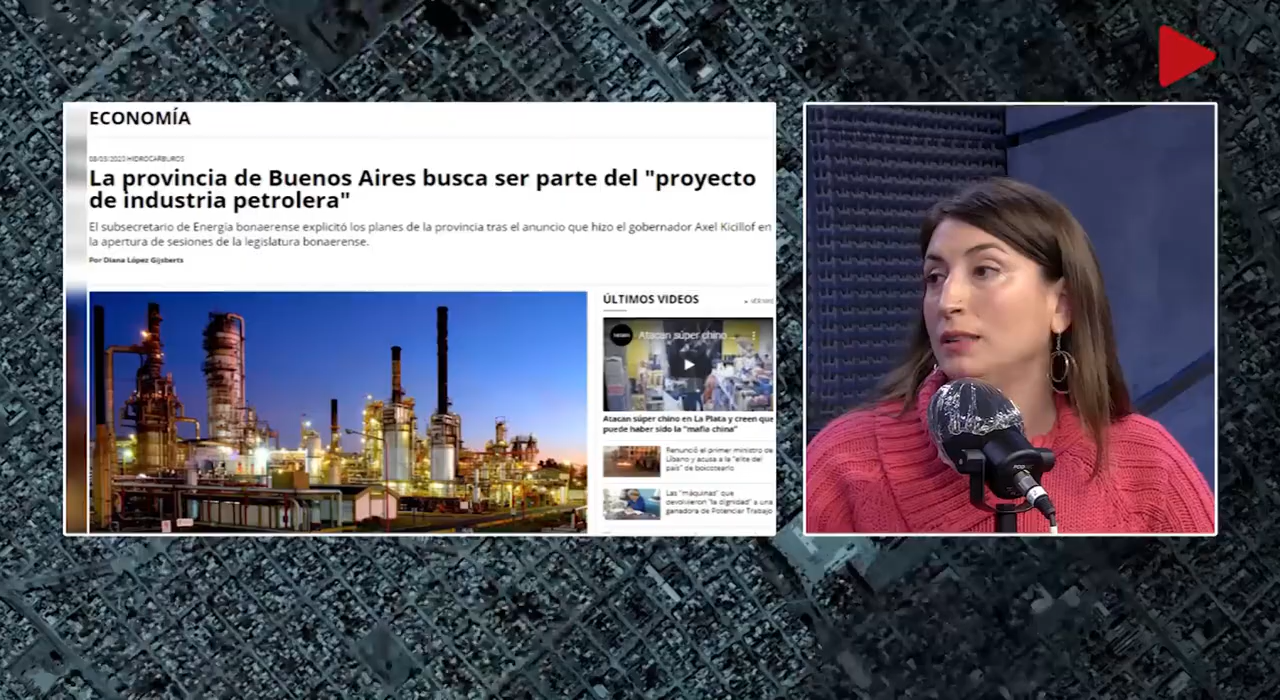 ECONOMÍA
HIDROCARBUROS
La provincia de Buenos Aires busca ser parte del "proyecto
de industria petrolera"
El subsecretario de Energía bonaerense explicitó los planes de la provincia tras el anuncio que hizo el gobernador Axel Kicillof en
la apertura de sesiones de la legislatura bonaerense.
Por Diana López Gijsberts
ÚLTIMOS VIDEOS
Atacan súper chino ...
Atacan súper chino en La Plata y creen que
puede haber sido la "mafia china"
Renunció el primer ministro de
Líbano y acusa a la "elite del
país" de boicotearlo
Las "máquinas" que
devolvieron "la dignidad" a una
ganadora de Potenciar Trabajo